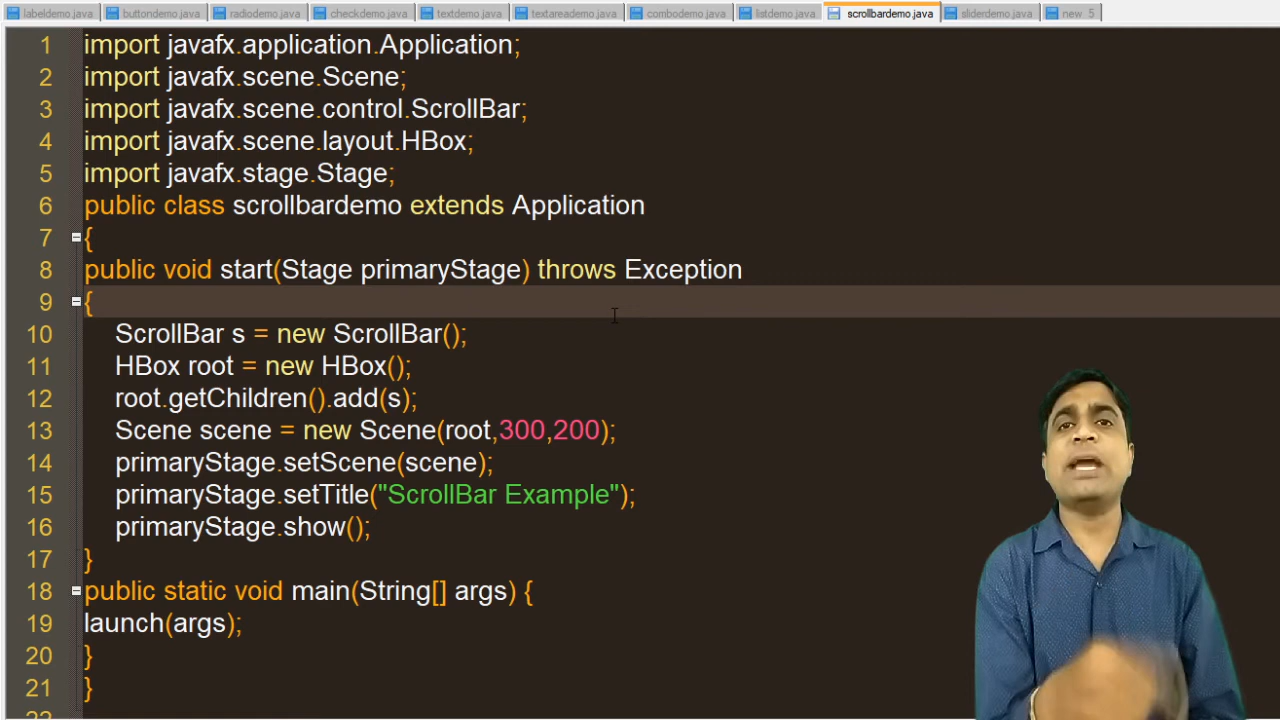 labeldemo.java buttondemo.java radiodemo.java checkdemo.java textdemo.java textareademo.java combodemo.java listdemo.java scrollbardemo.java sliderdemo.java new 5
1 import javafx.application.Application;
2 import javafx.scene.Scene;
3 import javafx.scene.control.ScrollBar;
4 import javafx.scene.layout.HBox;
5 import javafx.stage.Stage;
6 public class scrollbardemo extends Application
7 {
8 public void start(Stage primaryStage) throws Exception
9 {
10 ScrollBar s = new ScrollBar();
11 HBox root = new HBox();
12 root.getChildren().add(s);
13 Scene scene = new Scene(root,300,200);
14 primaryStage.setScene(scene);
15 primaryStage.setTitle("ScrollBar Example");
16 primaryStage.show();
17 }
18 public static void main(String[] args) {
19 launch(args);
20 }
21 }
22